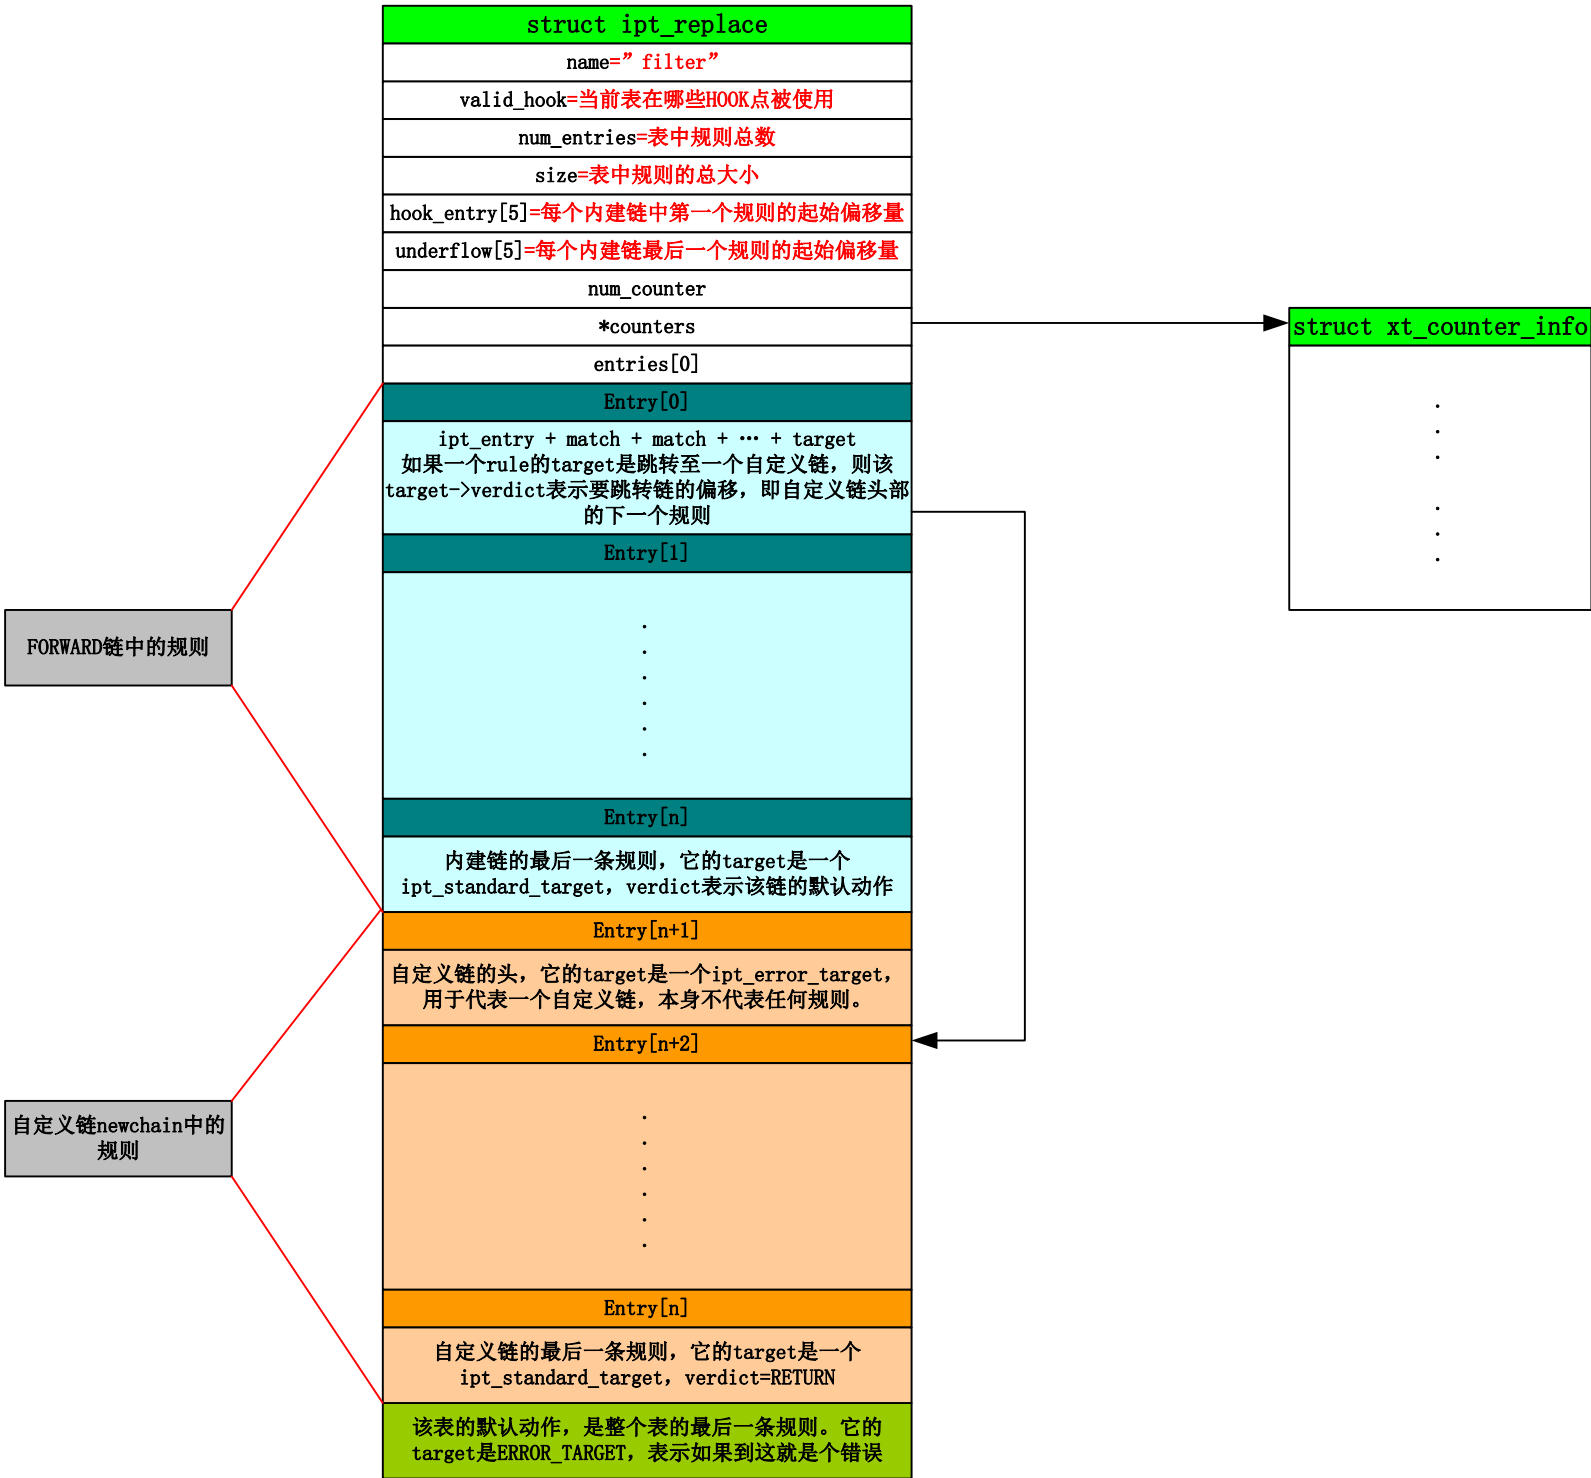 struct ipt_replace
name=”filter”
valid_hook=当前表在哪些HOOK点被使用
num_entries=表中规则总数
size=表中规则的总大小
hook_entry[5]=每个内建链中第一个规则的起始偏移量
underflow[5]=每个内建链最后一个规则的起始偏移量
num_counter
*counters
entries[0]
struct xt_counter_info
Entry[0]
ipt_entry + match + match + … + target
如果一个rule的target是跳转至一个自定义链，则该
target->verdict表示要跳转链的偏移，即自定义链头部
的下一个规则
Entry[1]
FORWARD链中的规则
Entry[n]
内建链的最后一条规则，它的target是一个
ipt_standard_target，verdict表示该链的默认动作
Entry[n+1]
自定义链的头，它的target是一个ipt_error_target，
用于代表一个自定义链，本身不代表任何规则。
Entry[n+2]
自定义链newchain中的
规则
Entry[n]
自定义链的最后一条规则，它的target是一个
ipt_standard_target，verdict=RETURN
该表的默认动作，是整个表的最后一条规则。它的
target是ERROR_TARGET，表示如果到这就是个错误